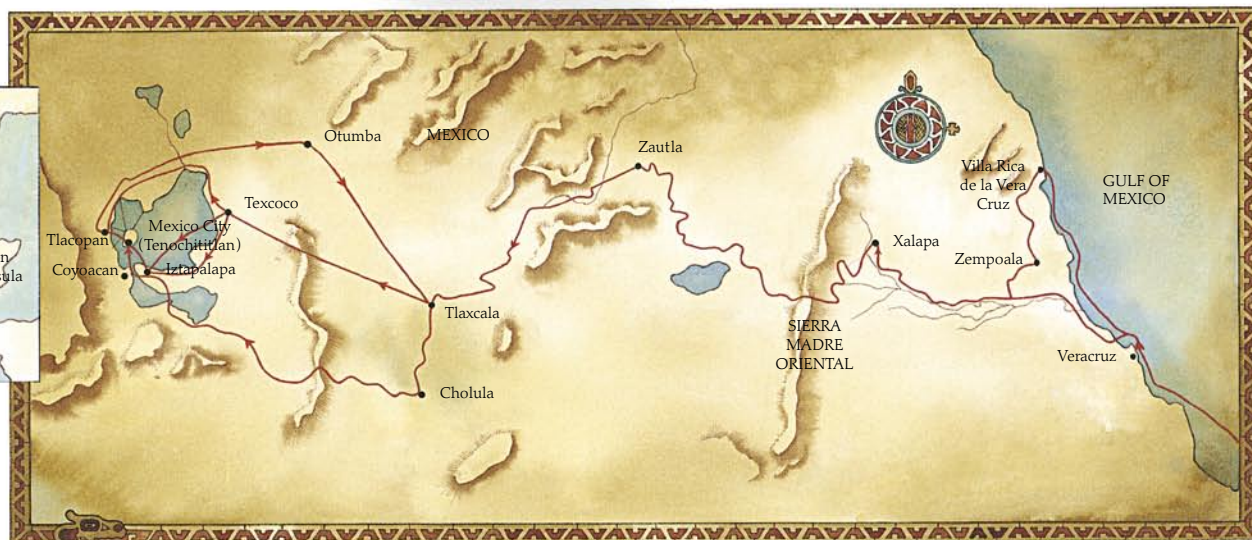 Otumba
MEXICO
Zautla
Villa Rica
de la Vera
Cruz
GULF OF
MEXICO
Texcoco
Mexico City
(Tenochititlan)
Tlacopan
Coyoacan
Iztapalapa
Xalapa
Zempoala
Tlaxcala
SIERRA
MADRE
ORIENTAL
Veracruz
Cholula